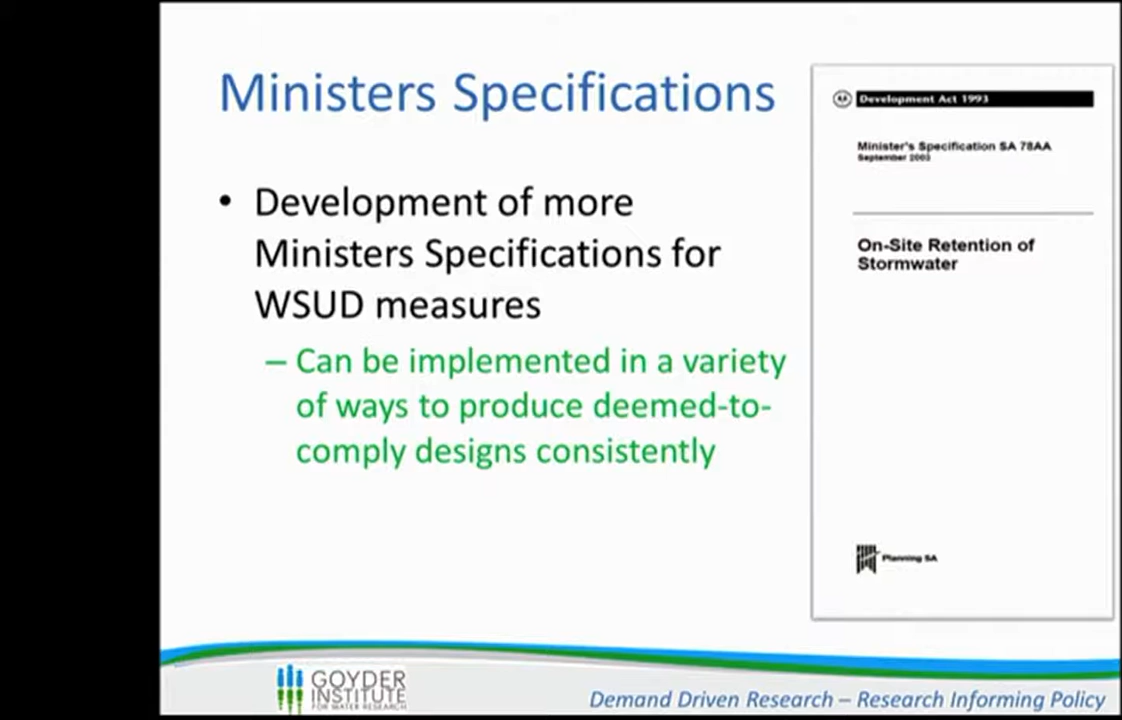 Ministers Specifications
• Development of more
Ministers Specifications for
WSUD measures
– Can be implemented in a variety
of ways to produce deemed-to-
comply designs consistently
Development Act 1993
Minister's Specification SA 78AA
September 2003
On-Site Retention of
Stormwater
Planning SA
GOYDER
INSTITUTE
FOR WATER RESEARCH
Demand Driven Research – Research Informing Policy